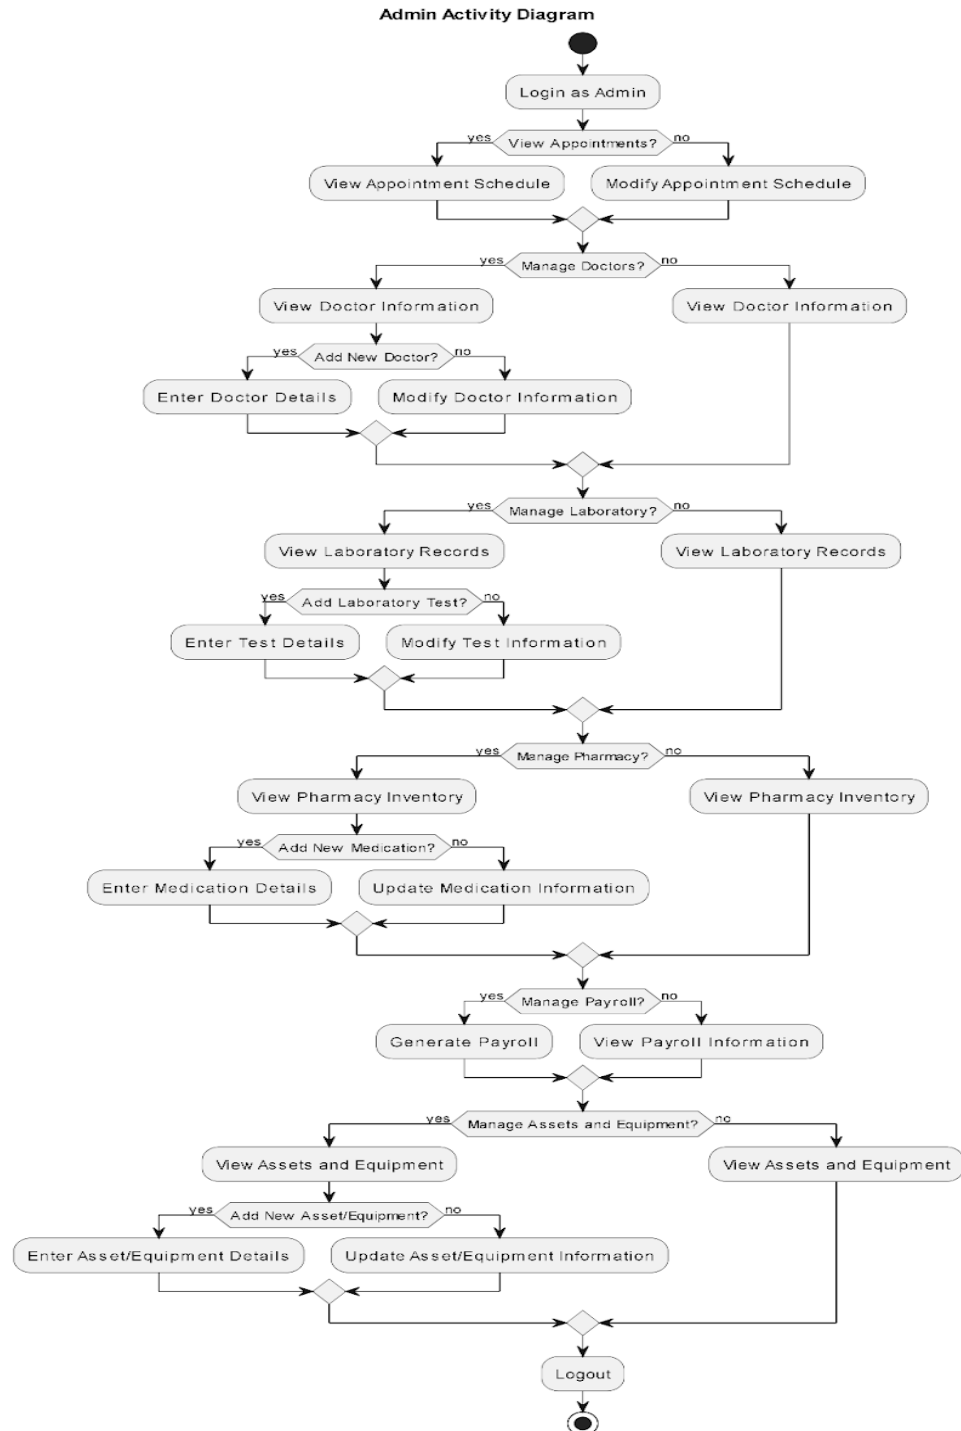 Admin Activity Diagram
Login as Admin
yes
View Appointments?
no
View Appointment Schedule
Modify Appointment Schedule
yes
Manage Doctors?
no
View Doctor Information
View Doctor Information
yes
Add New Doctor?
no
Enter Doctor Details
Modify Doctor Information
yes
Manage Laboratory?
no
View Laboratory Records
View Laboratory Records
yes
Add Laboratory Test?
no
Enter Test Details
Modify Test Information
yes
Manage Pharmacy?
no
View Pharmacy Inventory
View Pharmacy Inventory
yes
Add New Medication?
no
Enter Medication Details
Update Medication Information
yes
Manage Payroll?
no
Generate Payroll
View Payroll Information
yes
Manage Assets and Equipment?
no
View Assets and Equipment
View Assets and Equipment
yes
Add New Asset/Equipment?
no
Enter Asset/Equipment Details
Update Asset/Equipment Information
Logout